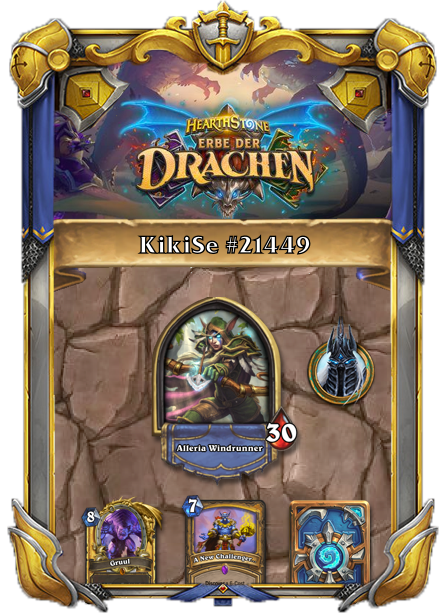 HEARTHSTONE
ERBE DER
DRACHEN
KikiSe #21449
30
Alleria Windrunner
8
Gruul
7
A New Challenger...